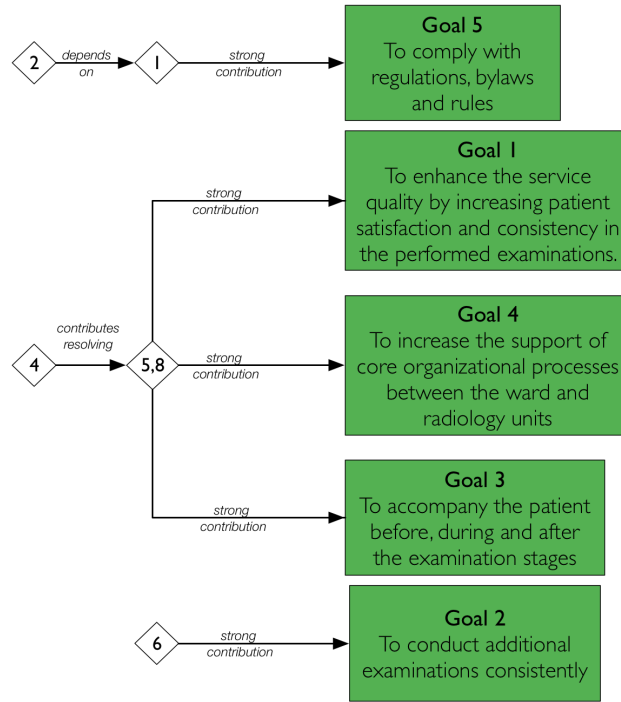 2
depends
on
1
strong
contribution
Goal 5
To comply with
regulations, bylaws
and rules
strong
contribution
Goal 1
To enhance the service
quality by increasing patient
satisfaction and consistency in
the performed examinations.
4
contributes
resolving
5,8
strong
contribution
Goal 4
To increase the support of
core organizational processes
between the ward and
radiology units
strong
contribution
Goal 3
To accompany the patient
before, during and after
the examination stages
6
strong
contribution
Goal 2
To conduct additional
examinations consistently